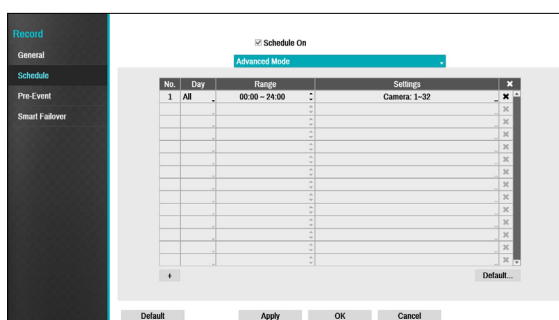 Record
General
Schedule
Pre-Event
Smart Failover
Schedule On
Advanced Mode
No. Day Range Settings ×
1 All 00:00 ~ 24:00 Camera: 1~32 ×
+ Default...
Default Apply OK Cancel